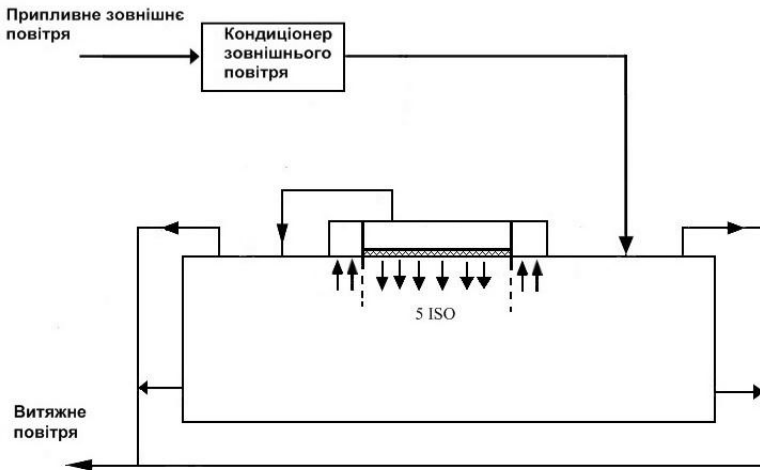 Припливне зовнішнє
повітря
Кондиціонер
зовнішнього
повітря
5 ISO
Витяжне
повітря